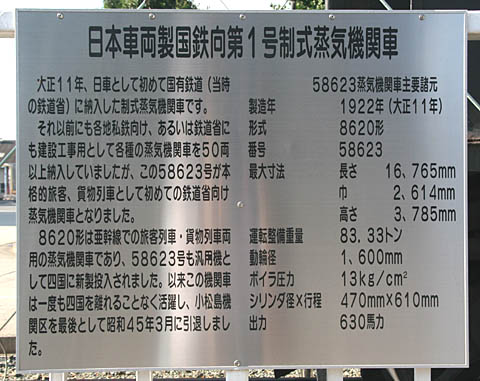 日本車両製国鉄向第1号制式蒸気機関車
大正11年、日車として初めて国有鉄道（当時
の鉄道省）に納入した制式蒸気機関車です。
それ以前にも各地私鉄向け、あるいは鉄道省に
も建設工事用として各種の蒸気機関車を50両
以上納入していましたが、この58623号が本
格的旅客、貨物列車として初めての鉄道省向け
蒸気機関車となりました。
8620形は亜幹線での旅客列車・貨物列車両
用の蒸気機関車であり、58623号も汎用機と
して四国に新製投入されました。以来この機関車
は一度も四国を離れることなく活躍し、小松島機
関区を最後として昭和45年3月に引退しまし
た。
58623蒸気機関車主要諸元
製造年 1922年（大正11年）
形式 8620形
番号 58623
最大寸法 長さ 16,765mm
巾 2,614mm
高さ 3,785mm
運転整備重量 83.33トン
動輪径 1,600mm
ボイラ圧力 13kg/cm²
シリンダ径×行程 470mm×610mm
出力 630馬力